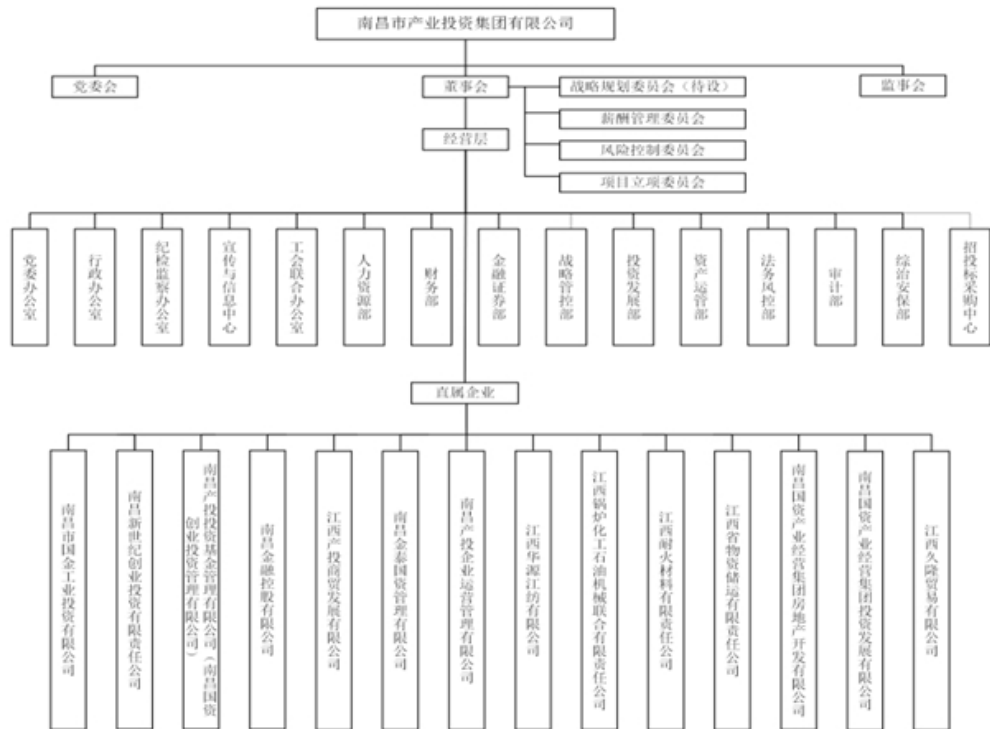 南昌市产业投资集团有限公司
党委会
董事会
监事会
战略规划委员会（待设）
薪酬管理委员会
风险控制委员会
项目立项委员会
经营层
党委办公室
行政办公室
纪检监察办公室
宣传与信息中心
工会联合办公室
人力资源部
财务部
金融证券部
战略管控部
投资发展部
资产运管部
法务风控部
审计部
综治安保部
招投标采购中心
直属企业
南昌市国金工业投资有限公司
南昌新世纪创业投资有限责任公司
南昌产投投资基金管理有限公司（南昌国资
创业投资管理有限公司）
南昌金融控股有限公司
江西产投商贸发展有限公司
南昌金泰国资管理有限公司
南昌产投企业运营管理有限公司
江西华源江纺有限公司
江西锅炉化工石油机械联合有限责任公司
江西耐火材料有限责任公司
江西省物资储运有限责任公司
南昌国资产业经营集团房地产开发有限公司
南昌国资产业经营集团投资发展有限公司
江西久隆贸易有限公司